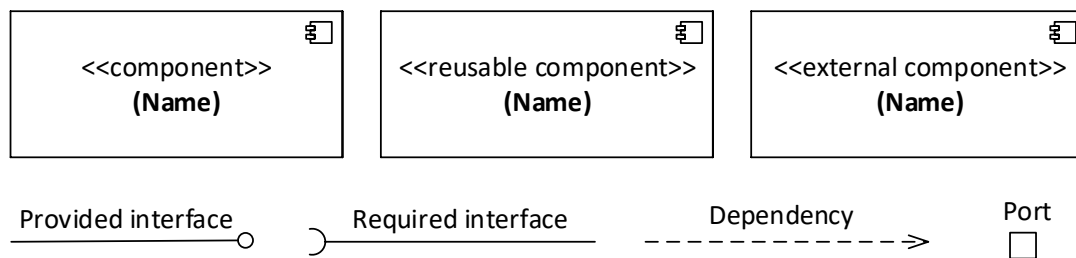 <<component>>
(Name)
<<reusable component>>
(Name)
<<external component>>
(Name)
Provided interface
Required interface
Dependency
Port